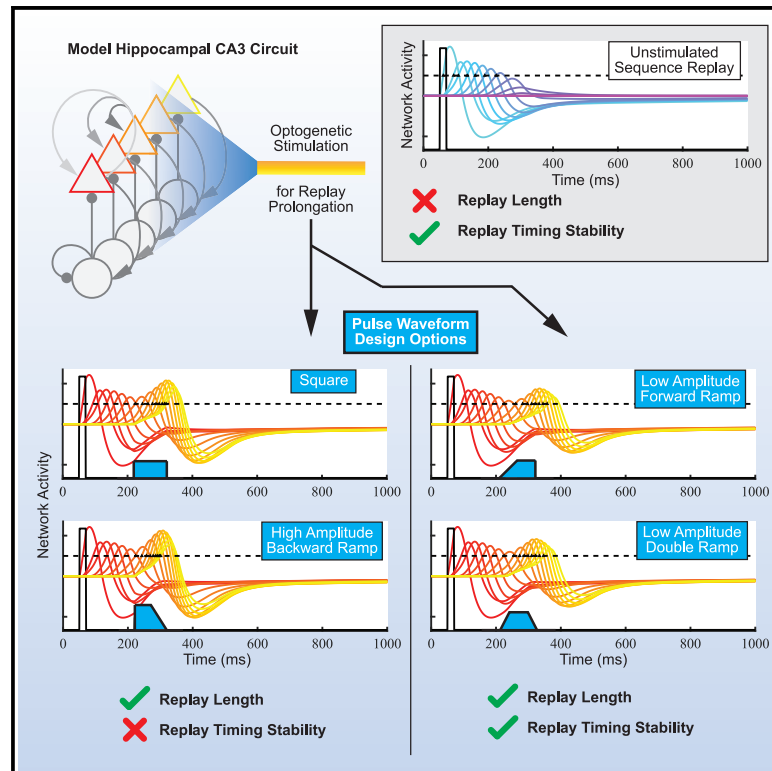 Model Hippocampal CA3 Circuit
Optogenetic
Stimulation
for Replay
Prolongation
Unstimulated
Sequence Replay
Network Activity
0
200
400
600
800
1000
Time (ms)
Replay Length
Replay Timing Stability
Pulse Waveform
Design Options
Square
0
200
400
600
800
1000
Low Amplitude
Forward Ramp
0
200
400
600
800
1000
Network Activity
High Amplitude
Backward Ramp
0
200
400
600
800
1000
Time (ms)
Low Amplitude
Double Ramp
0
200
400
600
800
1000
Time (ms)
Replay Length
Replay Timing Stability
Replay Length
Replay Timing Stability